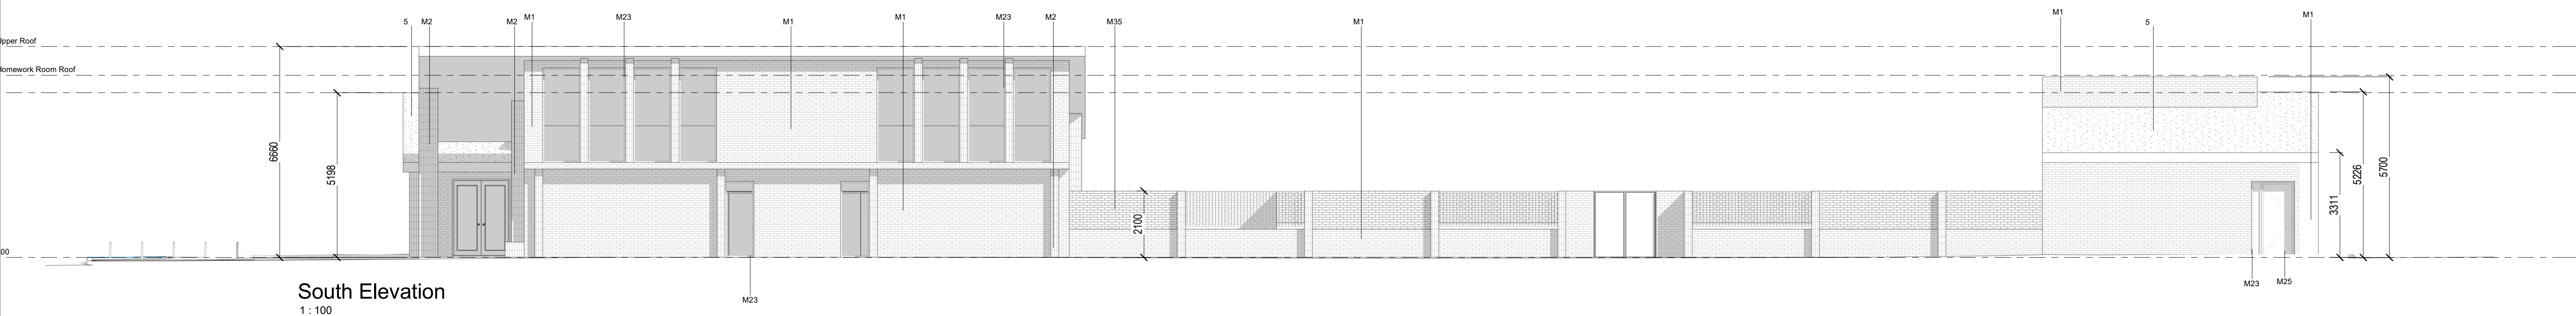 M1
5
M1
5
M2
M2
M1
M23
M1
M1
M23
M2
M35
M1
Upper Roof
Homework Room Roof
6660
5198
2100
3311
5226
5700
00
M23
M23
M25
South Elevation
1 : 100